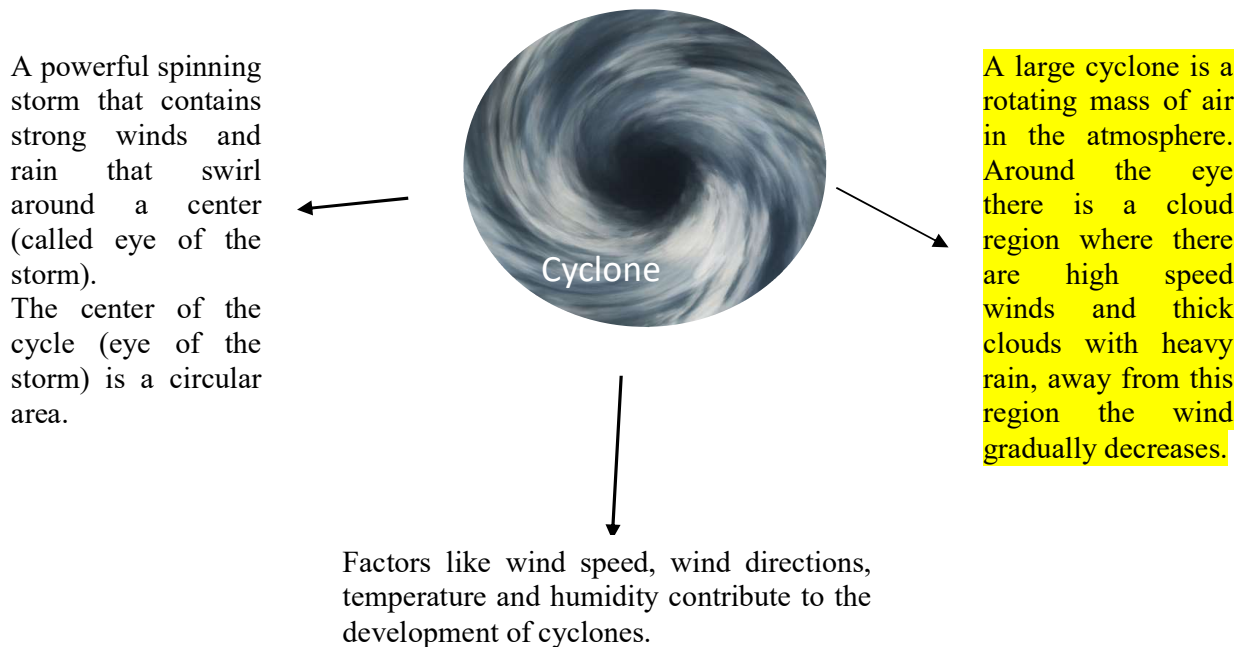 A powerful spinning
storm that contains
strong winds and
rain that swirl
around a center
(called eye of the
storm).
The center of the
cycle (eye of the
storm) is a circular
area.
Cyclone
A large cyclone is a
rotating mass of air
in the atmosphere.
Around the eye
there is a cloud
region where there
are high speed
winds and thick
clouds with heavy
rain, away from this
region the wind
gradually decreases.
Factors like wind speed, wind directions,
temperature and humidity contribute to the
development of cyclones.